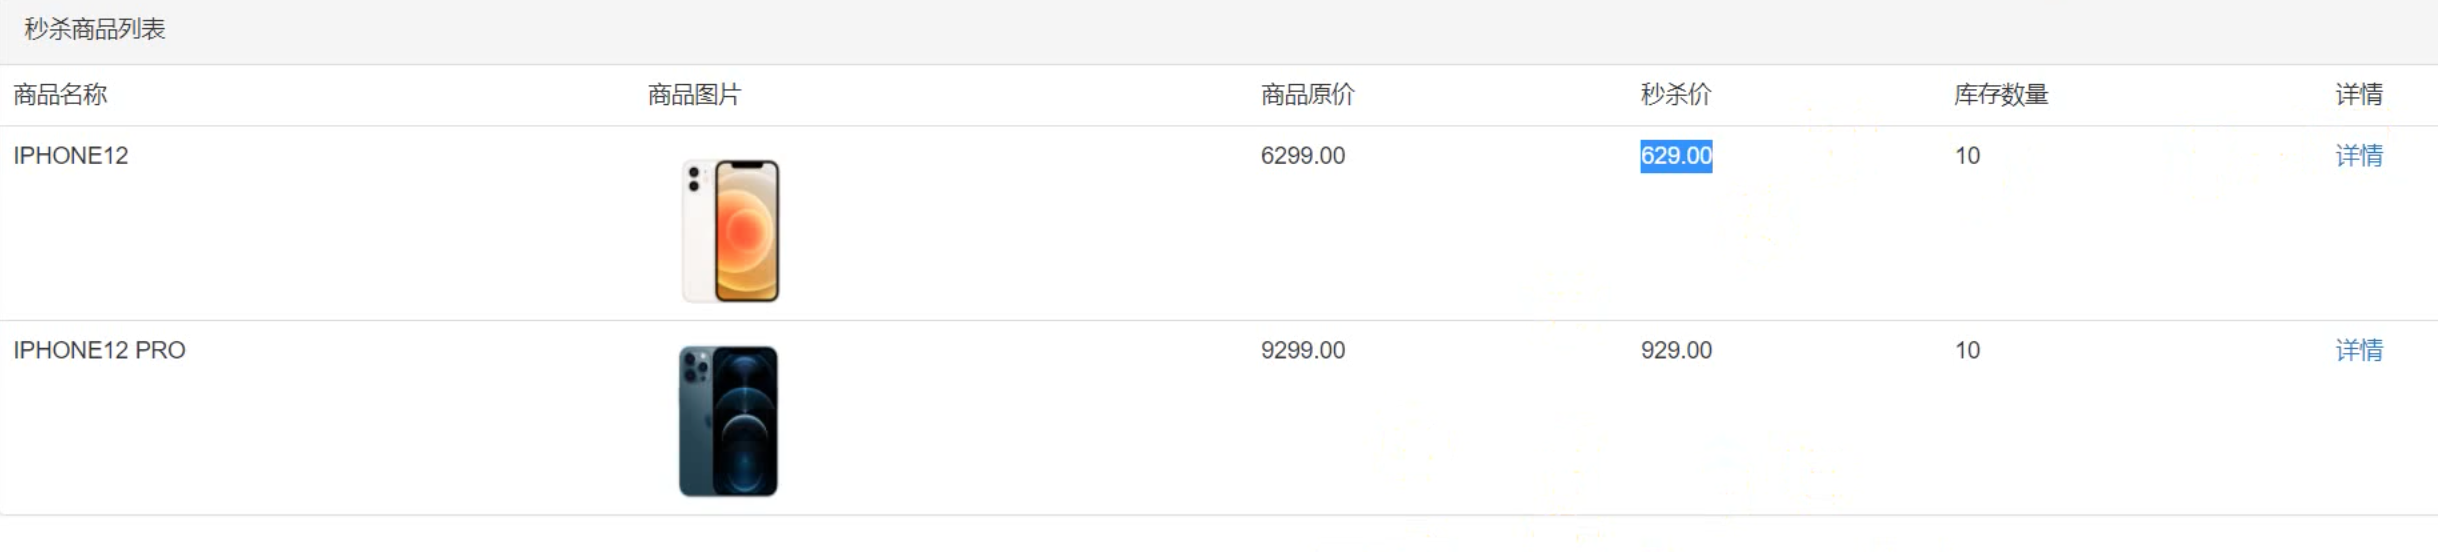 秒杀商品列表
商品名称 商品图片 商品原价 秒杀价 库存数量 详情
IPHONE12 6299.00 629.00 10 详情
IPHONE12 PRO 9299.00 929.00 10 详情